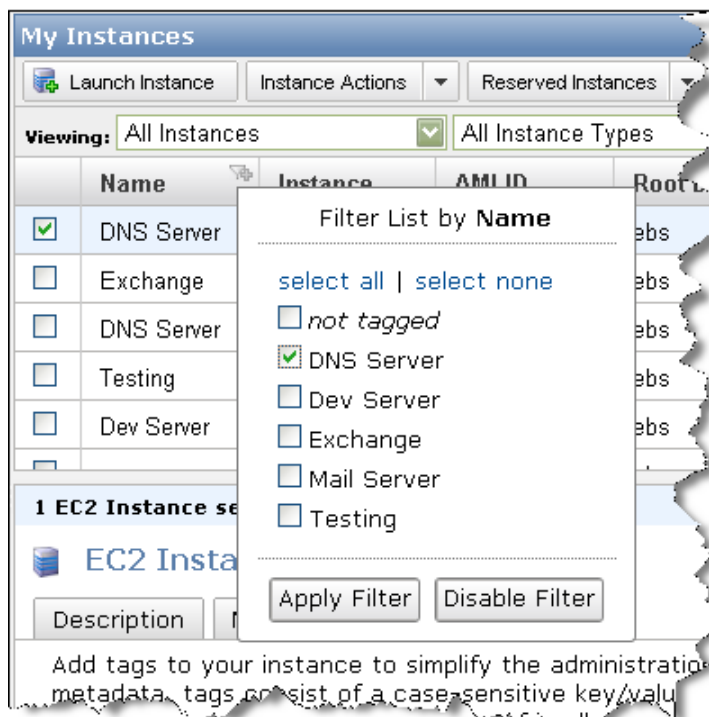 My Instances
Launch Instance Instance Actions Reserved Instances
Viewing: All Instances All Instance Types
Name Instance AMI ID Root
DNS Server ebs
Exchange ebs
DNS Server ebs
Testing ebs
Dev Server ebs
Filter List by Name
select all | select none
not tagged
DNS Server
Dev Server
Exchange
Mail Server
Testing
Apply Filter Disable Filter
1 EC2 Instance se
EC2 Insta
Description
Add tags to your instance to simplify the administratio
metadata, tags consist of a case-sensitive key/valu